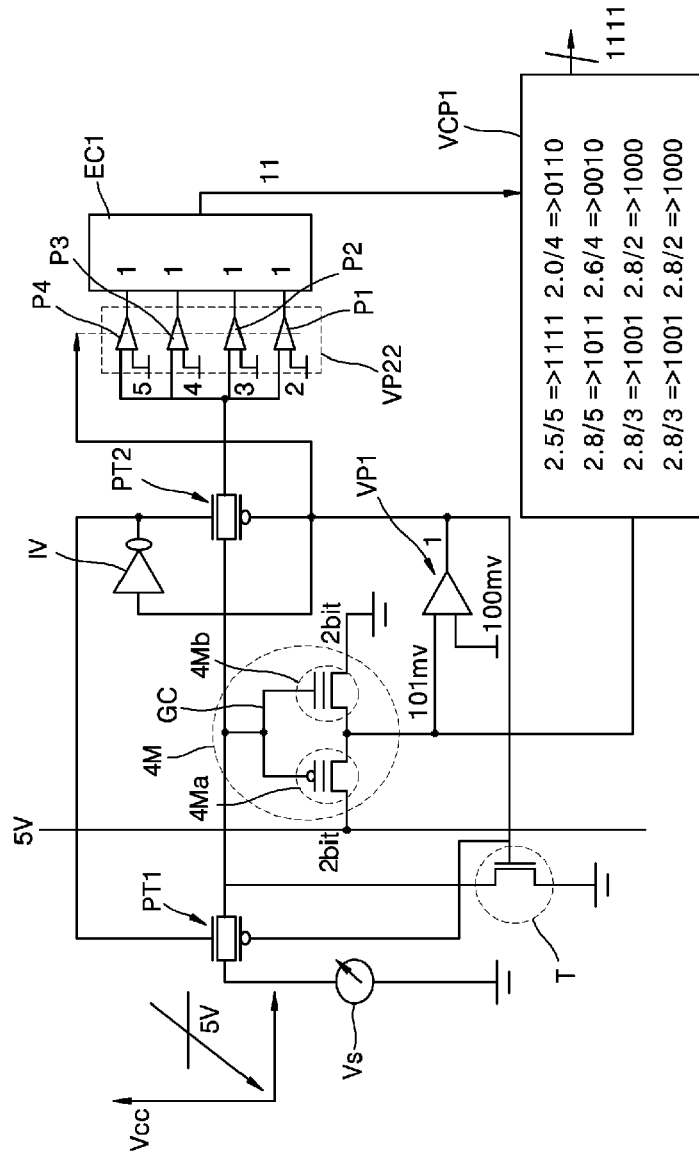 Vcc
5V
Vs
PT1
5V
IV
4M
GC
4Ma
4Mb
2bit
2bit
T
101mv
100mv
1
VP1
PT2
P4
P3
EC1
5
4
3
2
1
1
1
1
P2
P1
VP22
11
VCP1
2.5/5 =>1111 2.0/4 =>0110
2.8/5 =>1011 2.6/4 =>0010
2.8/3 =>1001 2.8/2 =>1000
2.8/3 =>1001 2.8/2 =>1000
1111